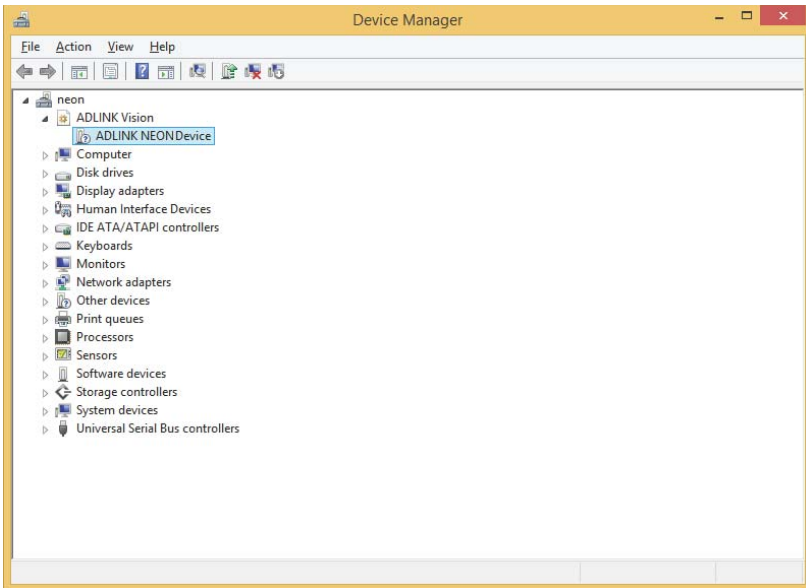 Device Manager
File Action View Help
neon
ADLINK Vision
ADLINK NEONDevice
Computer
Disk drives
Display adapters
Human Interface Devices
IDE ATA/ATAPI controllers
Keyboards
Monitors
Network adapters
Other devices
Print queues
Processors
Sensors
Software devices
Storage controllers
System devices
Universal Serial Bus controllers